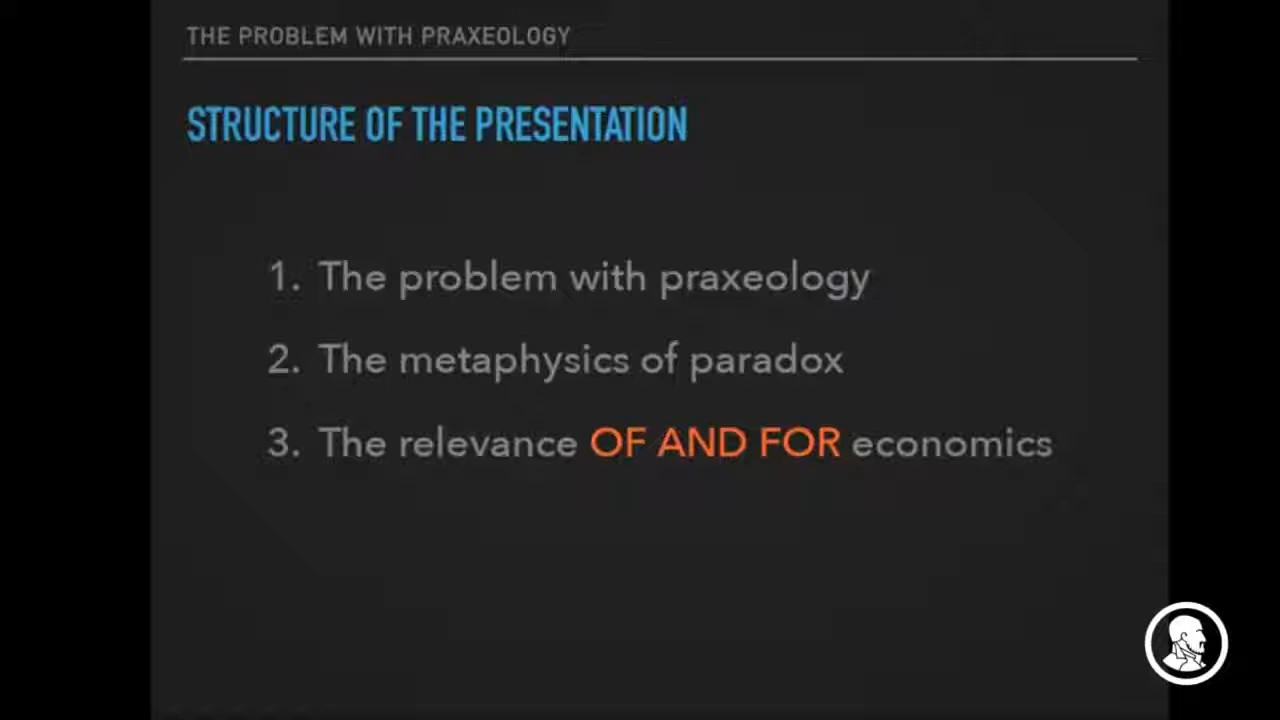 THE PROBLEM WITH PRAXEOLOGY
STRUCTURE OF THE PRESENTATION
1. The problem with praxeology
2. The metaphysics of paradox
3. The relevance OF AND FOR economics